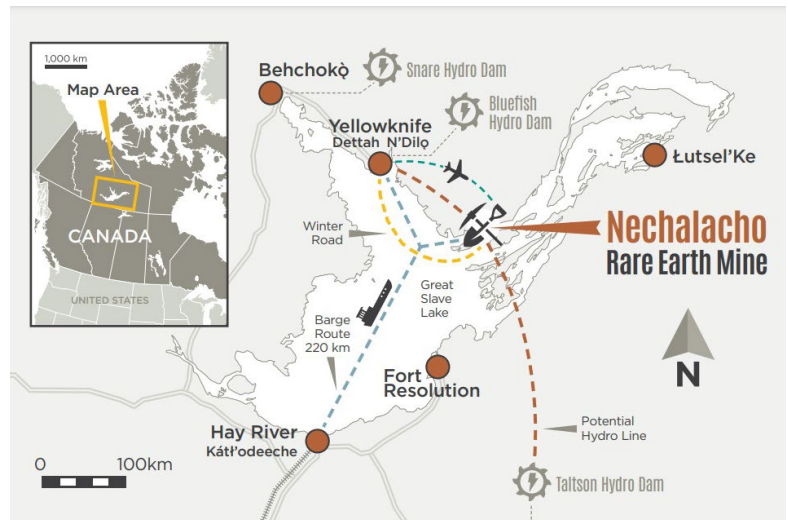 1,000 km
Map Area
CANADA
UNITED STATES
Behchokǫ̀
Snare Hydro Dam
Bluefish
Hydro Dam
Yellowknife
Dettah N'Dilǫ
Łutsel'Ke
Nechalacho
Rare Earth Mine
Winter
Road
Great
Slave
Lake
Barge
Route
220 km
Fort
Resolution
N
Hay River
Kátł'odeeche
Potential
Hydro Line
0 100km
Taltson Hydro Dam